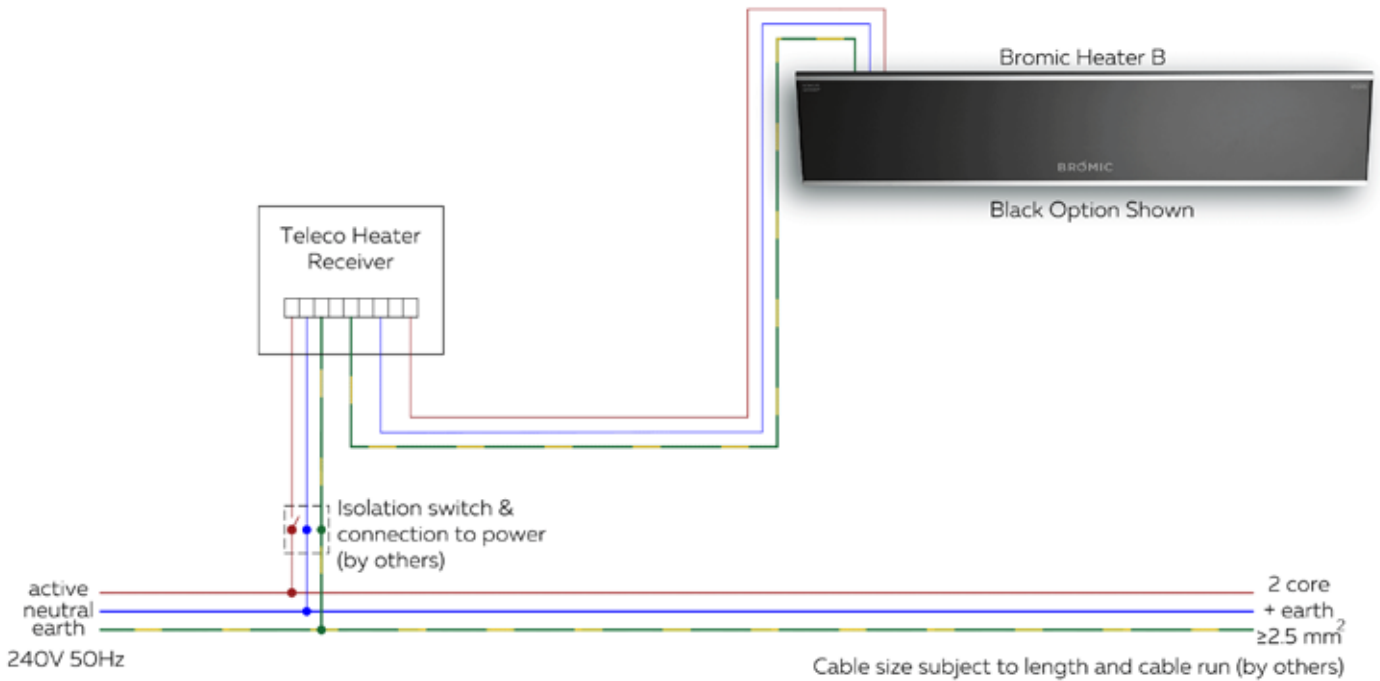 Bromic Heater B
BRÓMIC
Black Option Shown
Teleco Heater
Receiver
Isolation switch &
connection to power
(by others)
active
neutral
earth
240V 50Hz
2 core
+ earth
≥2.5 mm²
Cable size subject to length and cable run (by others)